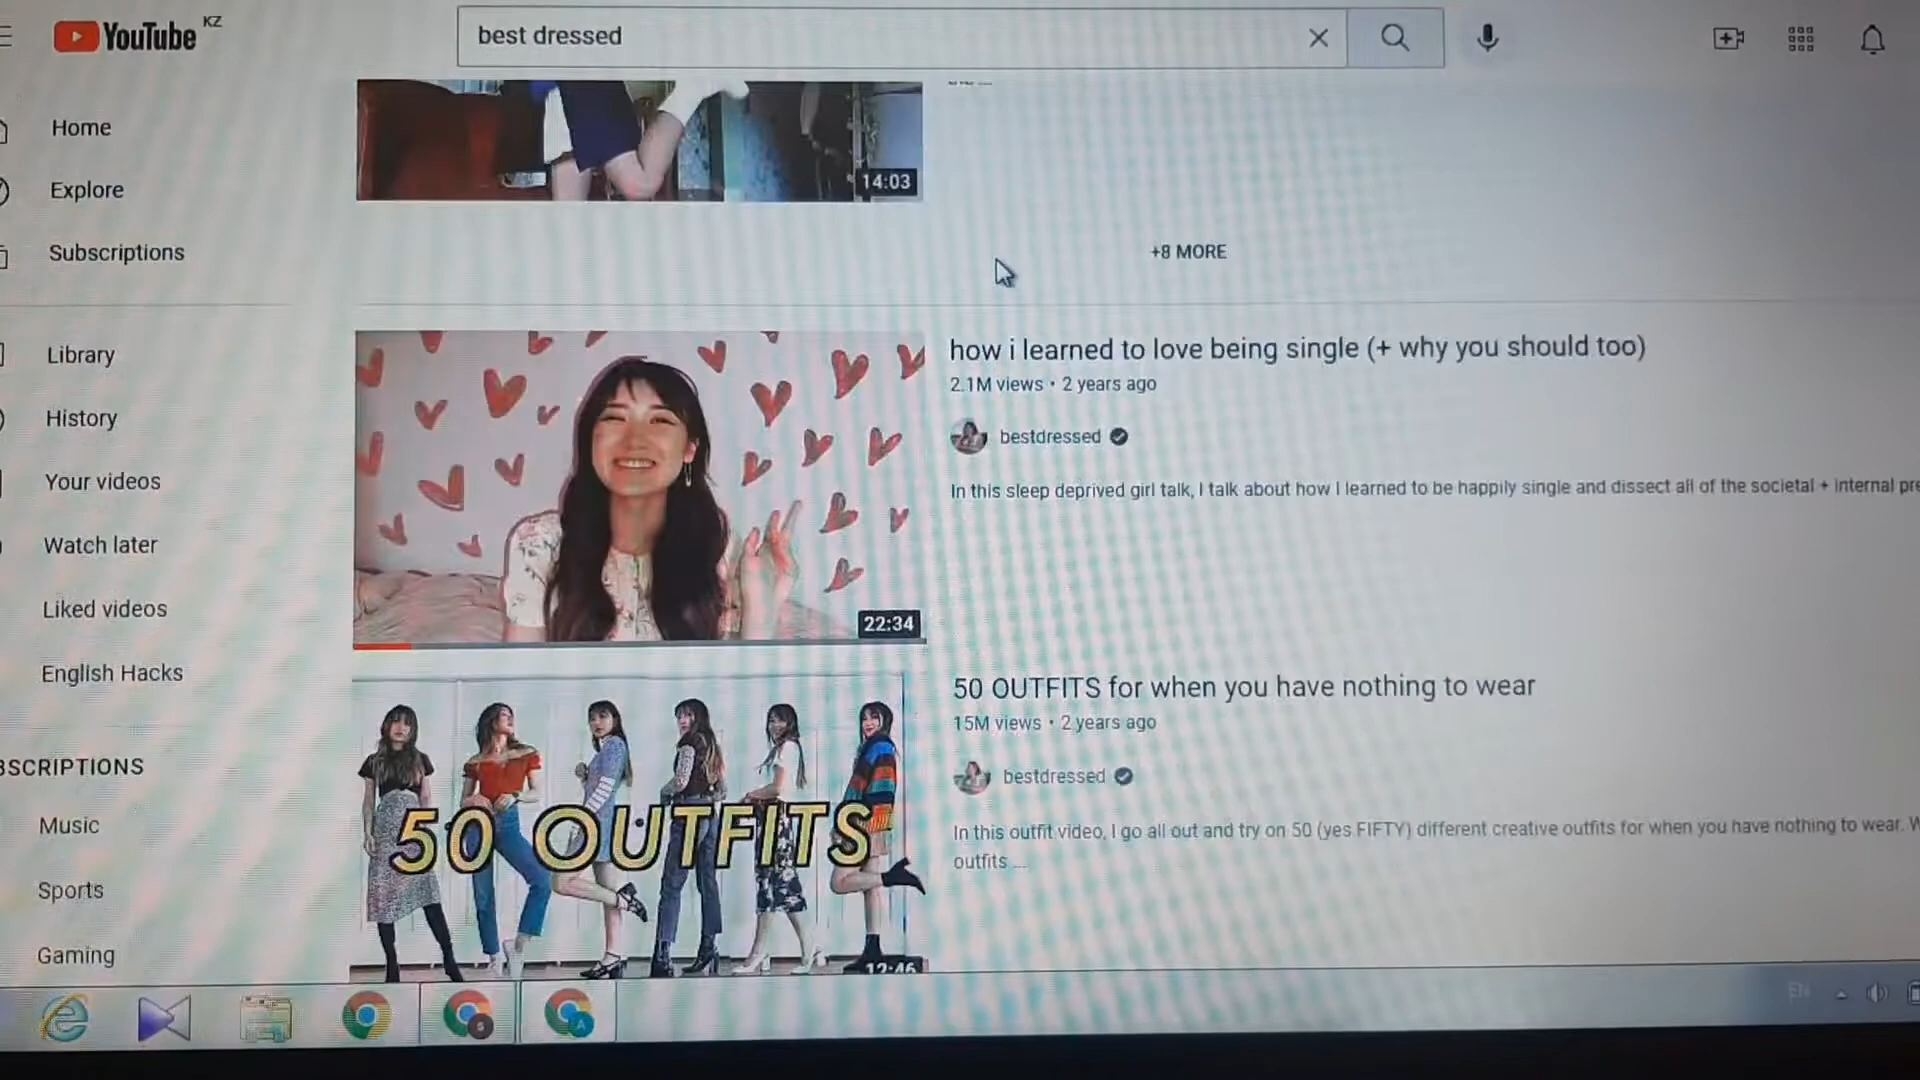 YouTube KZ
best dressed
Home
Explore
Subscriptions
Library
History
Your videos
Watch later
Liked videos
English Hacks
BSCRIPTIONS
Music
Sports
Gaming
14:03
+8 MORE
22:34
how i learned to love being single (+ why you should too)
2.1M views • 2 years ago
bestdressed
In this sleep deprived girl talk, I talk about how I learned to be happily single and dissect all of the societal + internal pre
50 OUTFITS
12:46
50 OUTFITS for when you have nothing to wear
15M views • 2 years ago
bestdressed
In this outfit video, I go all out and try on 50 (yes FIFTY) different creative outfits for when you have nothing to wear. W
outfits ...
EN